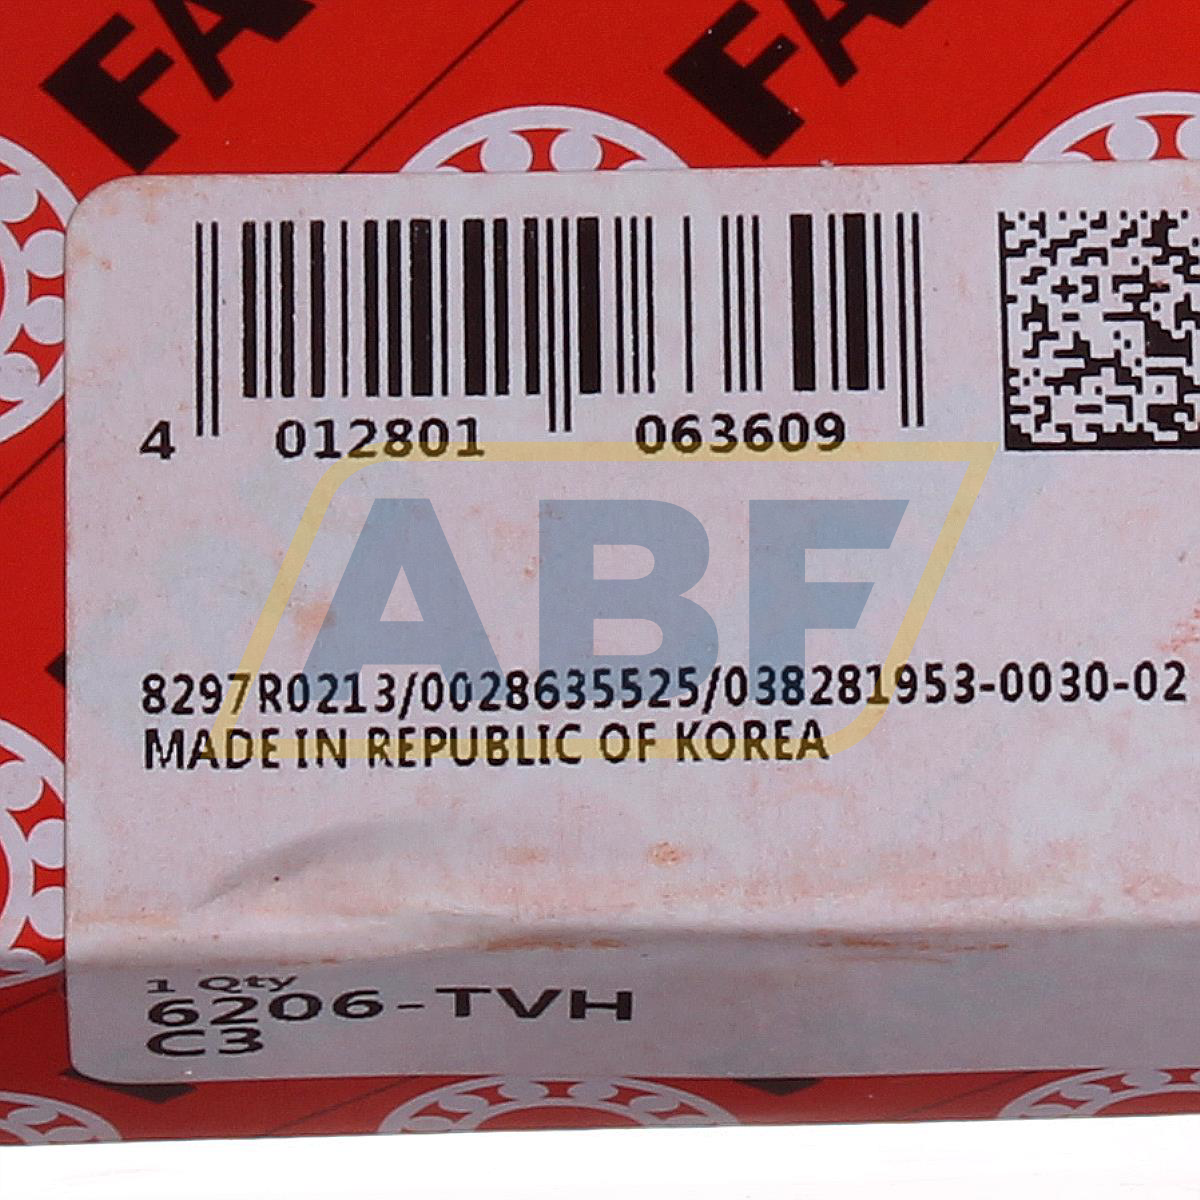 FA
FA
4 012801 063609
ABF
8297R0213/0028635525/038281953-0030-02
MADE IN REPUBLIC OF KOREA
1 Qty
6206-TVH
C3